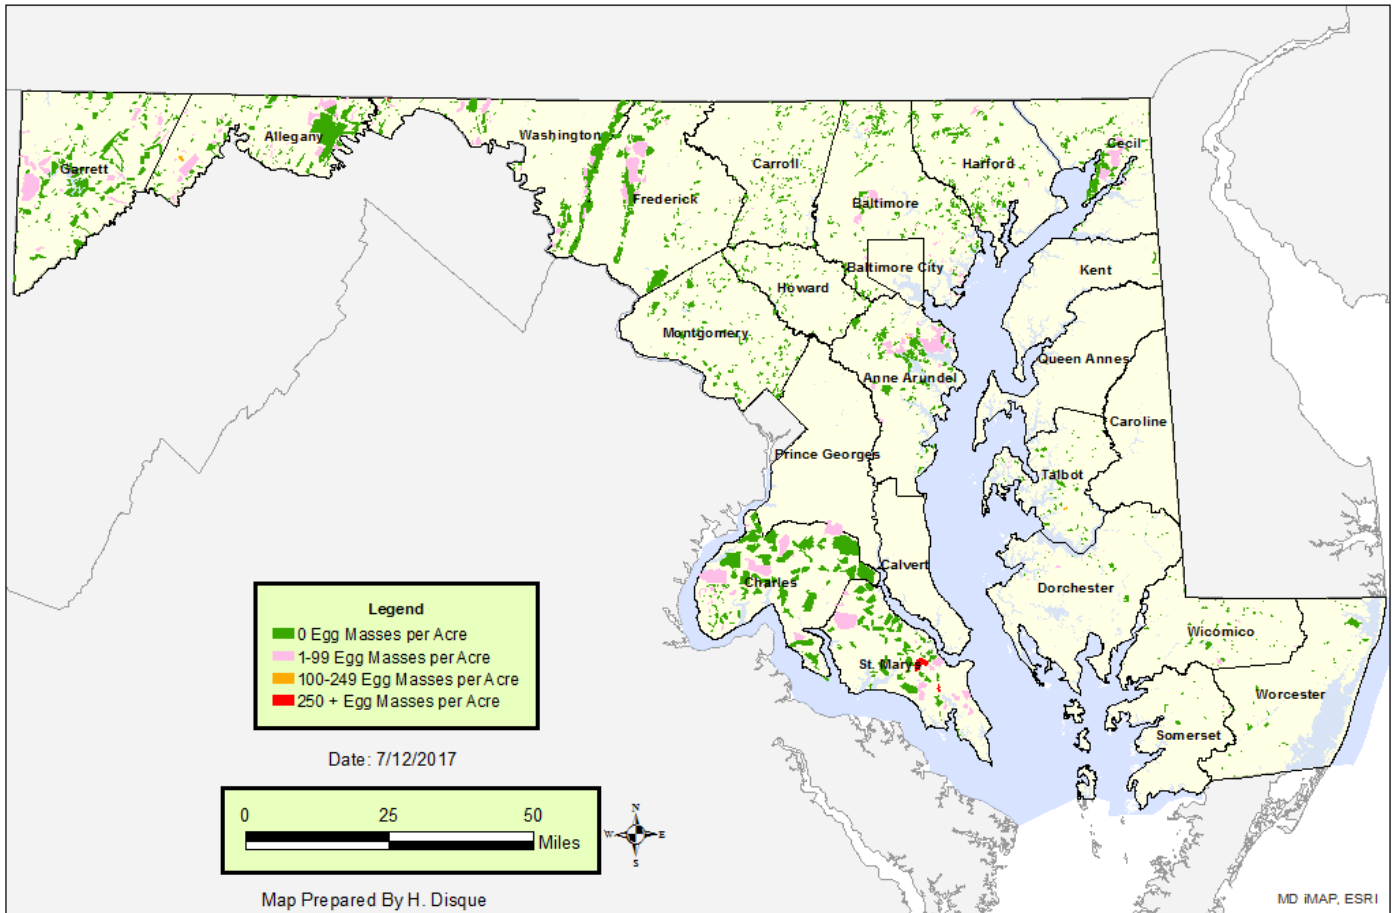 Garrett
Allegany
Washington
Frederick
Carroll
Baltimore
Harford
Cecil
Baltimore City
Kent
Howard
Montgomery
Queen Annes
Anne Arundel
Caroline
Prince Georges
Talbot
Calvert
Charles
Dorchester
Wicomico
St. Marys
Worcester
Somerset
Legend
0 Egg Masses per Acre
1-99 Egg Masses per Acre
100-249 Egg Masses per Acre
250 + Egg Masses per Acre
Date: 7/12/2017
0 25 50
Miles
N
W E
S
Map Prepared By H. Disque
MD iMAP, ESRI